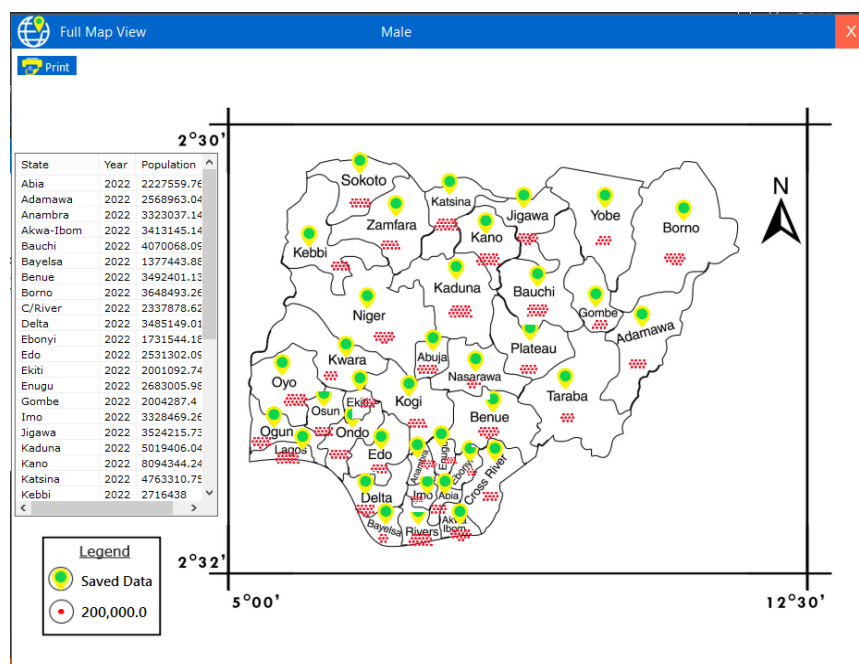 Full Map View Male X
Print
2°30'
State Year Population
Abia 2022 2227559.76
Adamawa 2022 2568963.04
Anambra 2022 3323037.14
Akwa-Ibom 2022 3413145.14
Bauchi 2022 4070068.09
Bayelsa 2022 1377443.88
Benue 2022 3492401.13
Borno 2022 3648493.26
C/River 2022 2337878.62
Delta 2022 3485149.01
Ebonyi 2022 1731544.18
Edo 2022 2531302.09
Ekiti 2022 2001092.74
Enugu 2022 2683005.98
Gombe 2022 2004287.4
Imo 2022 3328469.26
Jigawa 2022 3524215.73
Kaduna 2022 5019406.04
Kano 2022 8094344.24
Katsina 2022 4763310.75
Kebbi 2022 2716438
N
Sokoto
Katsina
Jigawa
Yobe
Zamfara
Kano
Borno
Kebbi
Kaduna
Bauchi
Niger
Gombe
Adamawa
Kwara
Abuja
Plateau
Nasarawa
Oyo
Kogi
Taraba
Osun
Ekiti
Benue
Ogun
Ondo
Lagos
Edo
Anambra
Enugu
Ebonyi
Cross River
Delta
Imo
Abia
Bayelsa
Rivers
Akwa
Ibom
2°32'
5°00' 12°30'
Legend
Saved Data
200,000.0